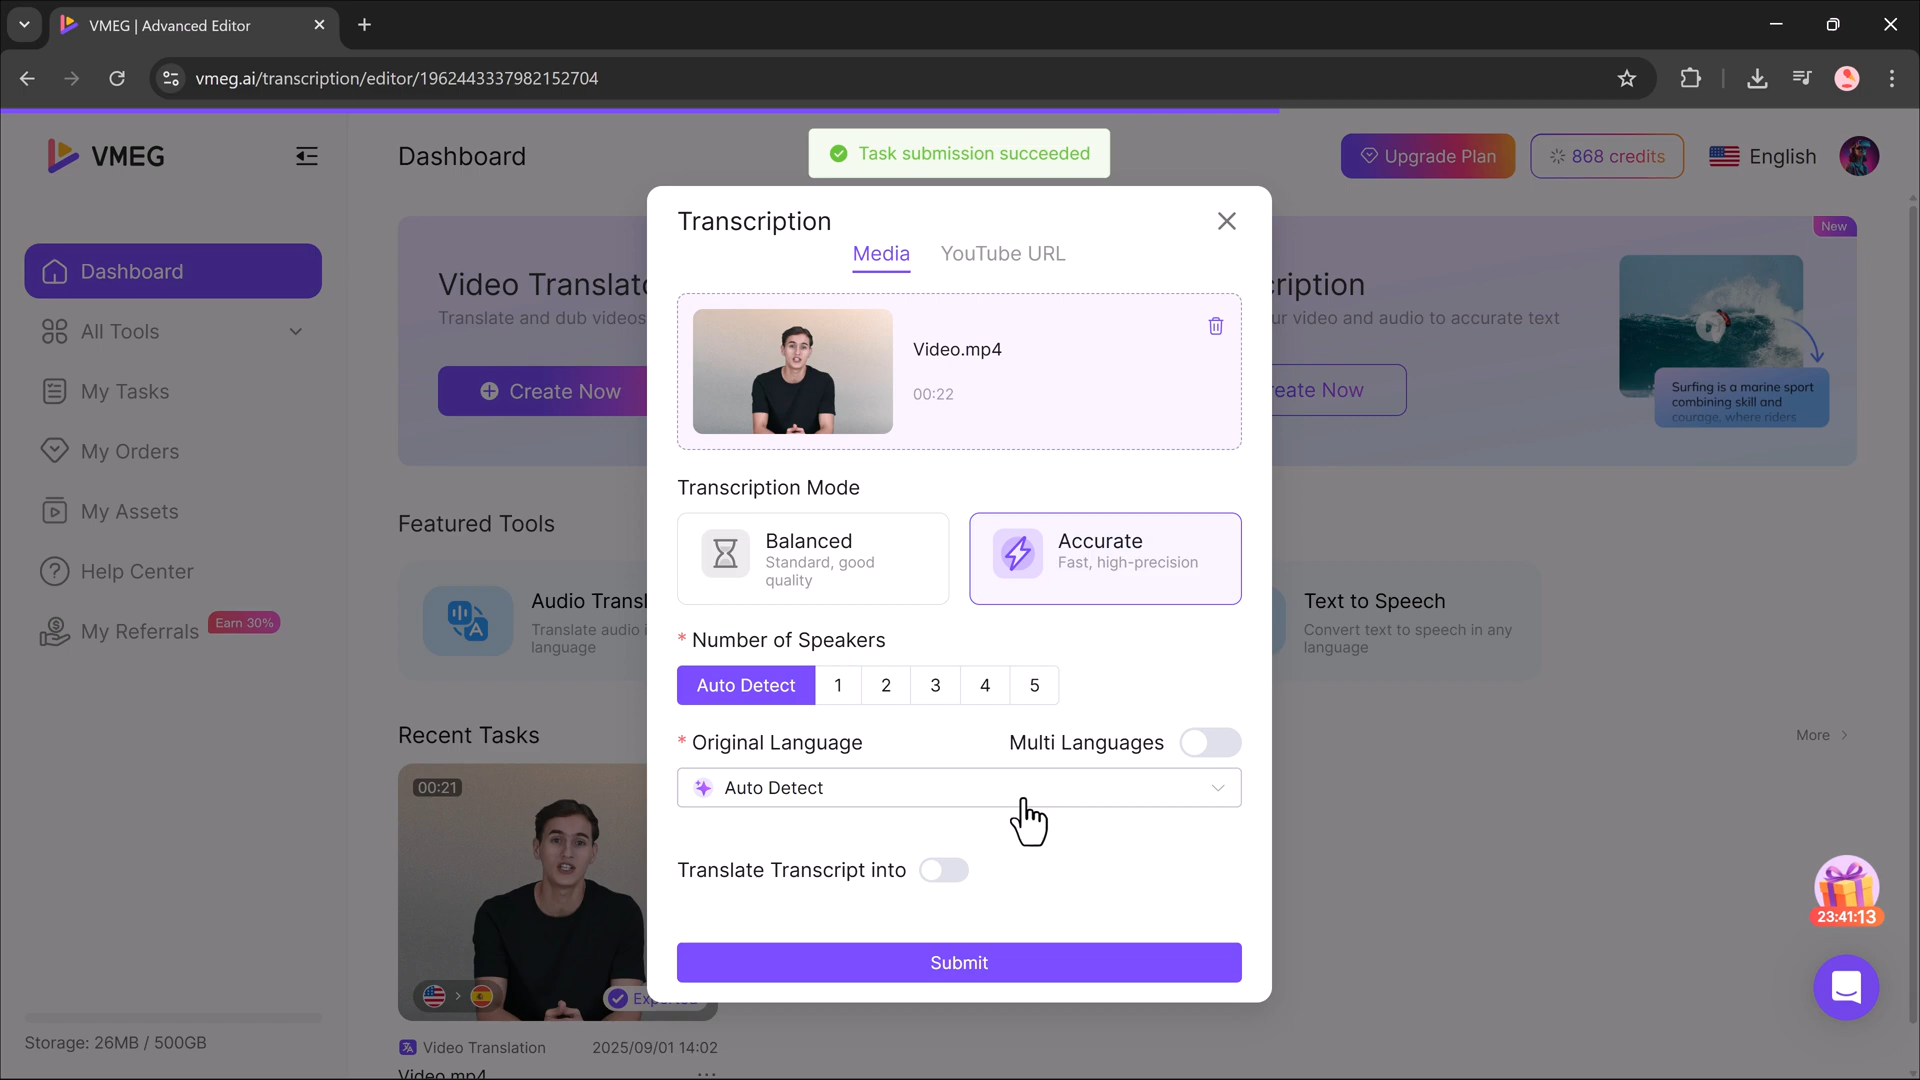 VMEG | Advanced Editor
vmeg.ai/transcription/editor/1962443337982152704
VMEG
Dashboard
Task submission succeeded
Upgrade Plan
868 credits
English
Dashboard
All Tools
My Tasks
My Orders
My Assets
Help Center
My Referrals
Earn 30%
Storage: 26MB / 500GB
Video Translat
Translate and dub videos
Create Now
ription
ur video and audio to accurate text
eate Now
New
Surfing is a marine sport
combining skill and
courage, where riders
Transcription
Media
YouTube URL
Video.mp4
00:22
Transcription Mode
Balanced
Standard, good
quality
Accurate
Fast, high-precision
* Number of Speakers
Auto Detect
1
2
3
4
5
* Original Language
Multi Languages
Auto Detect
Translate Transcript into
Submit
Featured Tools
Audio Transl
Translate audio i
language
Text to Speech
Convert text to speech in any
language
Recent Tasks
More
00:21
Video Translation
2025/09/01 14:02
Video.mp4
23:41:13